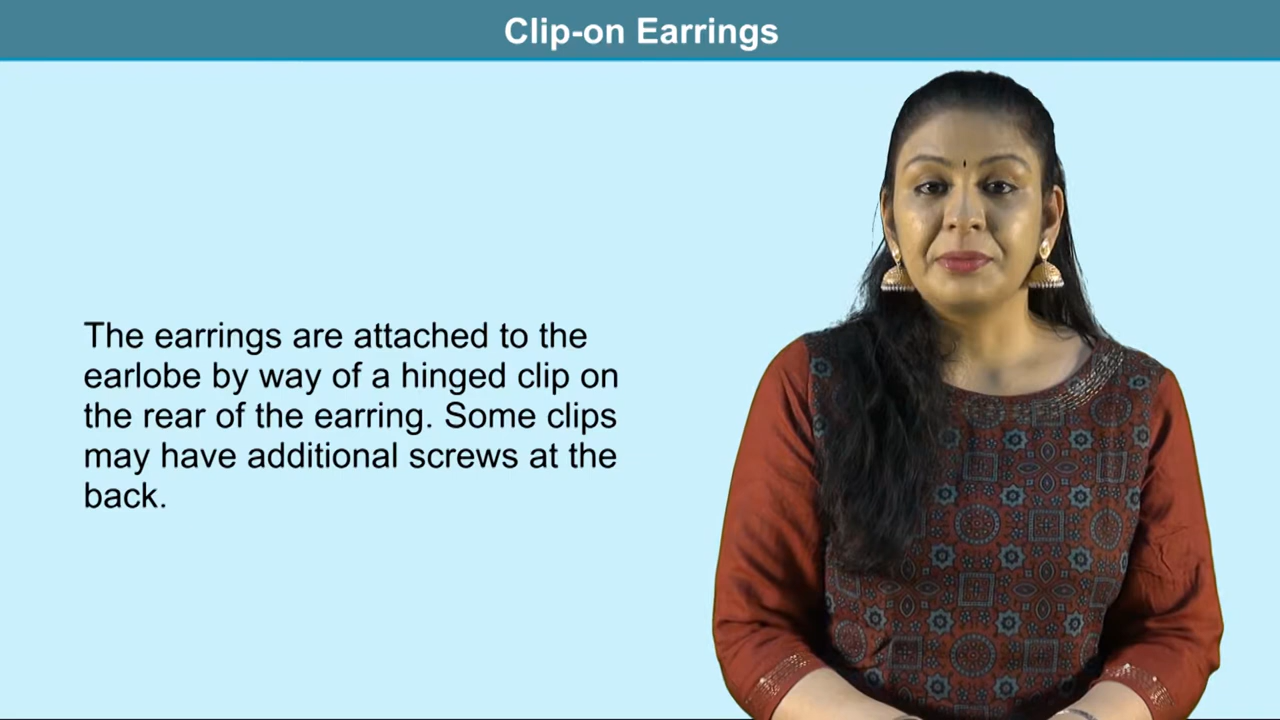 Clip-on Earrings
The earrings are attached to the
earlobe by way of a hinged clip on
the rear of the earring. Some clips
may have additional screws at the
back.